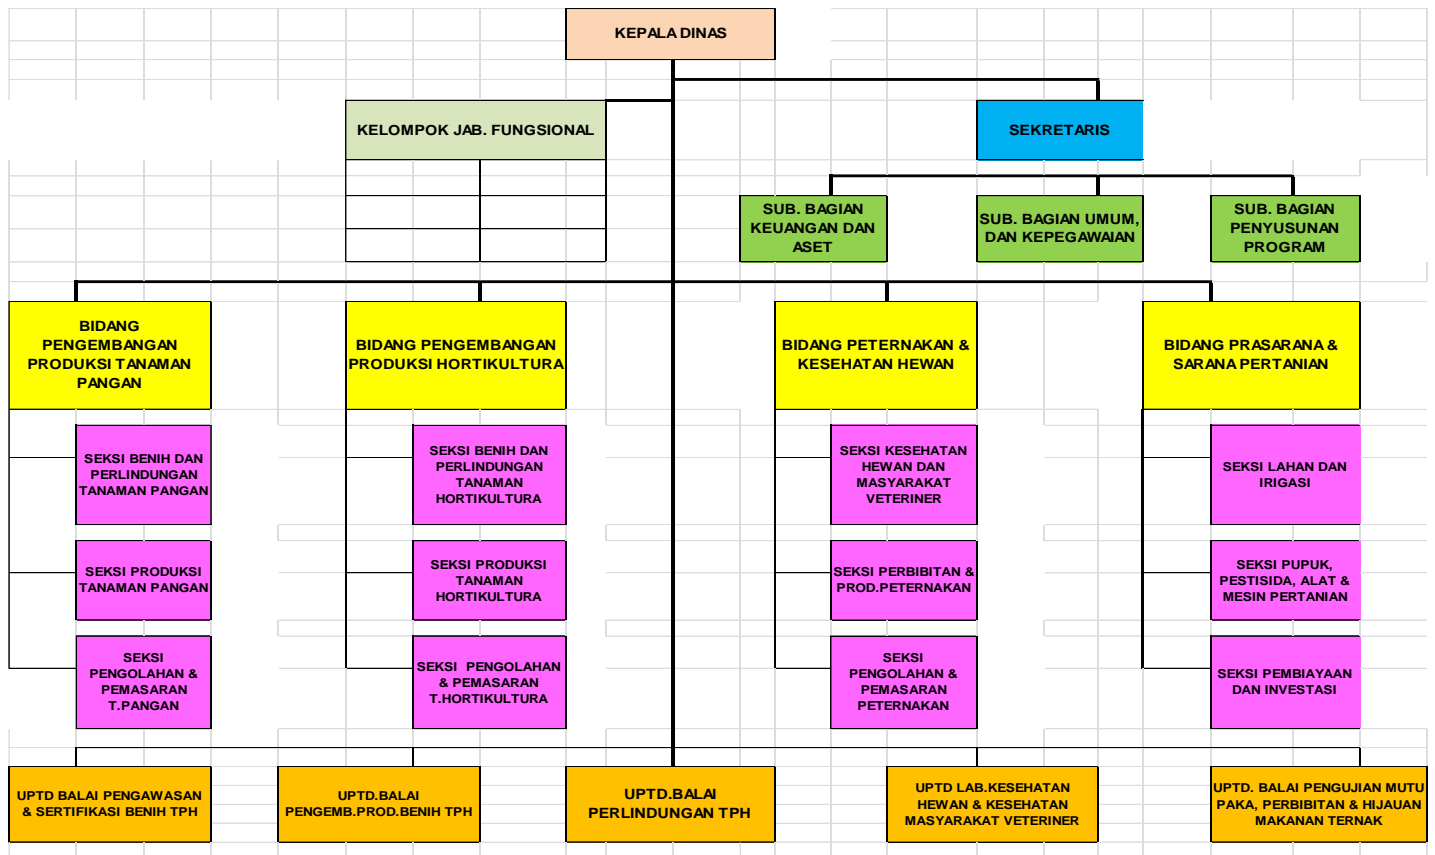 KEPALA DINAS
KELOMPOK JAB. FUNGSIONAL
SEKRETARIS
SUB. BAGIAN
KEUANGAN DAN
ASET
SUB. BAGIAN UMUM,
DAN KEPEGAWAIAN
SUB. BAGIAN
PENYUSUNAN
PROGRAM
BIDANG
PENGEMBANGAN
PRODUKSI TANAMAN
PANGAN
BIDANG PENGEMBANGAN
PRODUKSI HORTIKULTURA
BIDANG PETERNAKAN &
KESEHATAN HEWAN
BIDANG PRASARANA &
SARANA PERTANIAN
SEKSI BENIH DAN
PERLINDUNGAN
TANAMAN PANGAN
SEKSI BENIH DAN
PERLINDUNGAN
TANAMAN
HORTIKULTURA
SEKSI KESEHATAN
HEWAN DAN
MASYARAKAT
VETERINER
SEKSI LAHAN DAN
IRIGASI
SEKSI PRODUKSI
TANAMAN PANGAN
SEKSI PRODUKSI
TANAMAN
HORTIKULTURA
SEKSI PERBIBITAN &
PROD.PETERNAKAN
SEKSI PUPUK,
PESTISIDA, ALAT &
MESIN PERTANIAN
SEKSI
PENGOLAHAN &
PEMASARAN
T.PANGAN
SEKSI PENGOLAHAN
& PEMASARAN
T.HORTIKULTURA
SEKSI
PENGOLAHAN &
PEMASARAN
PETERNAKAN
SEKSI PEMBIAYAAN
DAN INVESTASI
UPTD BALAI PENGAWASAN
& SERTIFIKASI BENIH TPH
UPTD.BALAI
PENGEMB.PROD.BENIH TPH
UPTD.BALAI
PERLINDUNGAN TPH
UPTD LAB.KESEHATAN
HEWAN & KESEHATAN
MASYARAKAT VETERINER
UPTD. BALAI PENGUJIAN MUTU
PAKA, PERBIBITAN & HIJAUAN
MAKANAN TERNAK